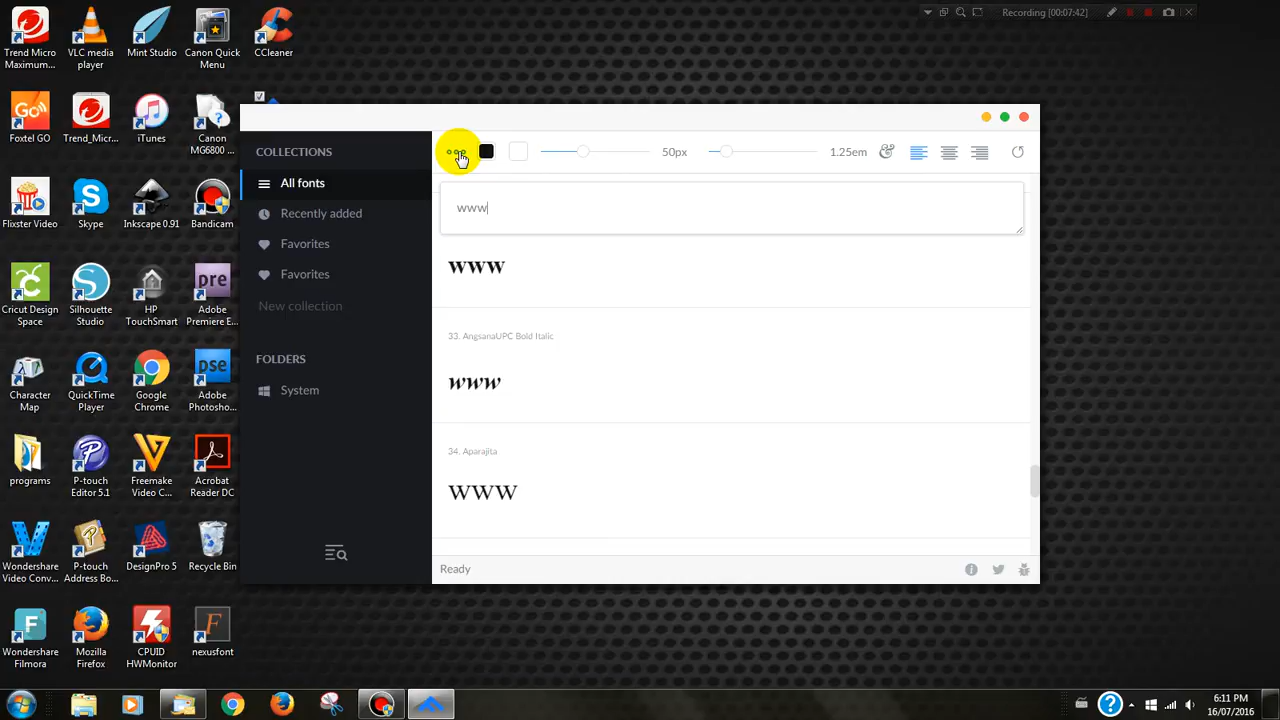 Recording [00:07:42]
Trend Micro Maximum...
VLC media player
Mint Studio
Canon Quick Menu
CCleaner
Foxtel GO
Trend_Micr...
iTunes
Canon MG6800 ...
Flixster Video
Skype
Inkscape 0.91
Bandicam
Cricut Design Space
Silhouette Studio
HP TouchSmart
Adobe Premiere E...
Character Map
QuickTime Player
Google Chrome
Adobe Photosho...
programs
P-touch Editor 5.1
Freemake Video C...
Acrobat Reader DC
Wondershare Video Conv...
P-touch Address Bo...
DesignPro 5
Recycle Bin
Wondershare Filmora
Mozilla Firefox
CPUID HWMonitor
nexusfont
COLLECTIONS
All fonts
Recently added
Favorites
Favorites
New collection
FOLDERS
System
50px
1.25em
www
www
33. AngsanaUPC Bold Italic
www
34. Aparajita
www
Ready
6:11 PM
16/07/2016